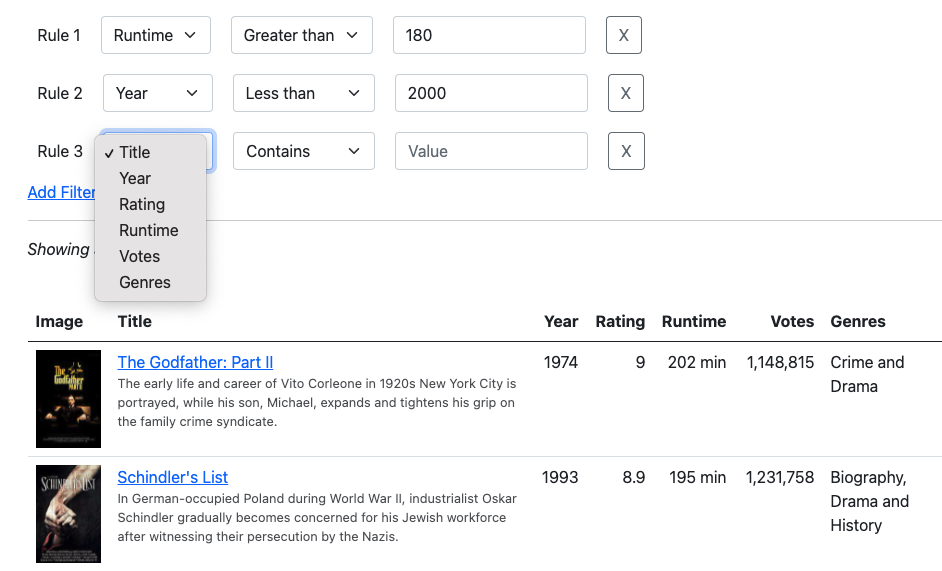 Rule 1 Runtime Greater than 180 X
Rule 2 Year Less than 2000 X
Rule 3 Contains Value X
✓ Title
Year
Rating
Runtime
Votes
Genres
Add Filter
Showing
Image Title Year Rating Runtime Votes Genres
The Godfather PART II
The Godfather: Part II 1974 9 202 min 1,148,815 Crime and
Drama
The early life and career of Vito Corleone in 1920s New York City is
portrayed, while his son, Michael, expands and tightens his grip on
the family crime syndicate.
SCHINDLER'S LIST
Schindler's List 1993 8.9 195 min 1,231,758 Biography,
Drama and
History
In German-occupied Poland during World War II, industrialist Oskar
Schindler gradually becomes concerned for his Jewish workforce
after witnessing their persecution by the Nazis.